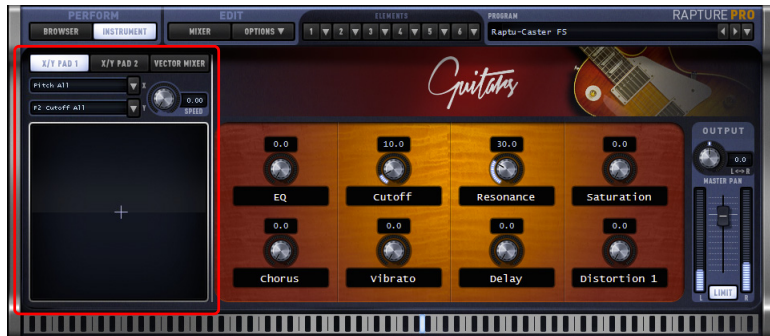 PERFORM
EDIT
ELEMENTS
PROGRAM
RAPTURE PRO
BROWSER
INSTRUMENT
MIXER
OPTIONS
1 2 3 4 5 6
Raptu-Caster FS
X/Y PAD 1
X/Y PAD 2
VECTOR MIXER
Pitch All
X
F2 Cutoff All
Y
0.00
SPEED
Guitars
0.0
10.0
30.0
0.0
EQ
Cutoff
Resonance
Saturation
0.0
0.0
0.0
0.0
Chorus
Vibrato
Delay
Distortion 1
OUTPUT
0.0
L↔R
MASTER PAN
L
LIMIT
R